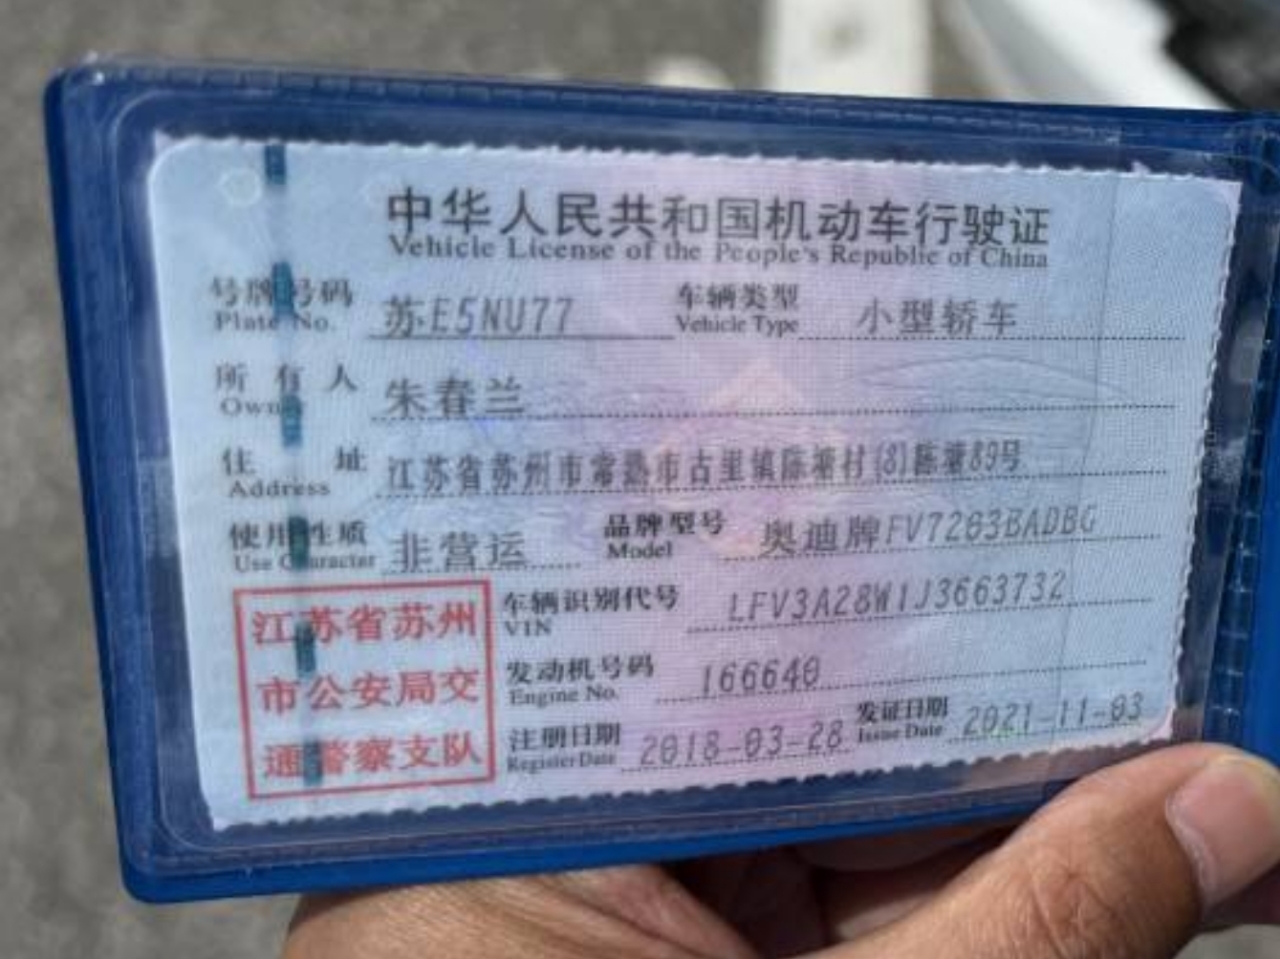 中华人民共和国机动车行驶证
Vehicle License of the People's Republic of China
号牌号码 苏E5NU77 车辆类型 小型轿车
Plate No. Vehicle Type
所有人 朱春兰
Owner
住址 江苏省苏州市常熟市古里镇陈塘村(8)陈塘89号
Address
使用性质 非营运 品牌型号 奥迪牌FV7203BADBG
Use Character Model
江苏省苏州
市公安局交
通警察支队
车辆识别代号 LFV3A28W1J3663732
VIN
发动机号码 166640
Engine No.
注册日期 2018-03-28 发证日期 2021-11-03
Register Date Issue Date